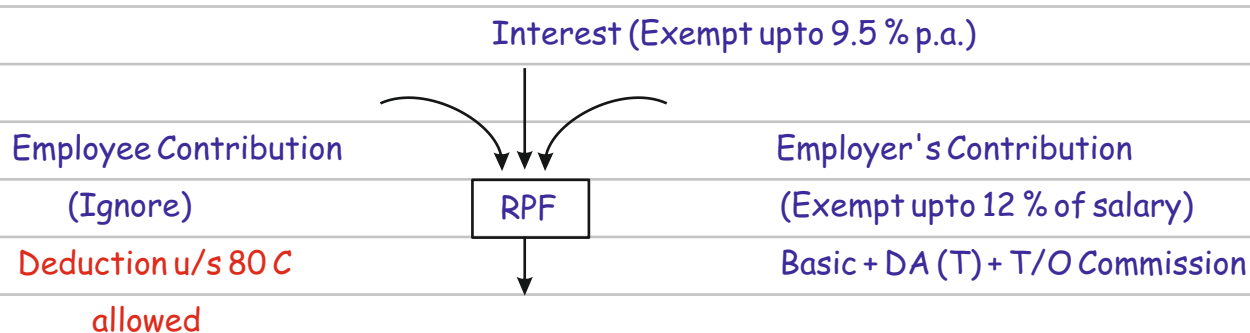 Interest (Exempt upto 9.5 % p.a.)
Employee Contribution
(Ignore)
Deduction u/s 80 C
allowed
RPF
Employer's Contribution
(Exempt upto 12 % of salary)
Basic + DA (T) + T/O Commission